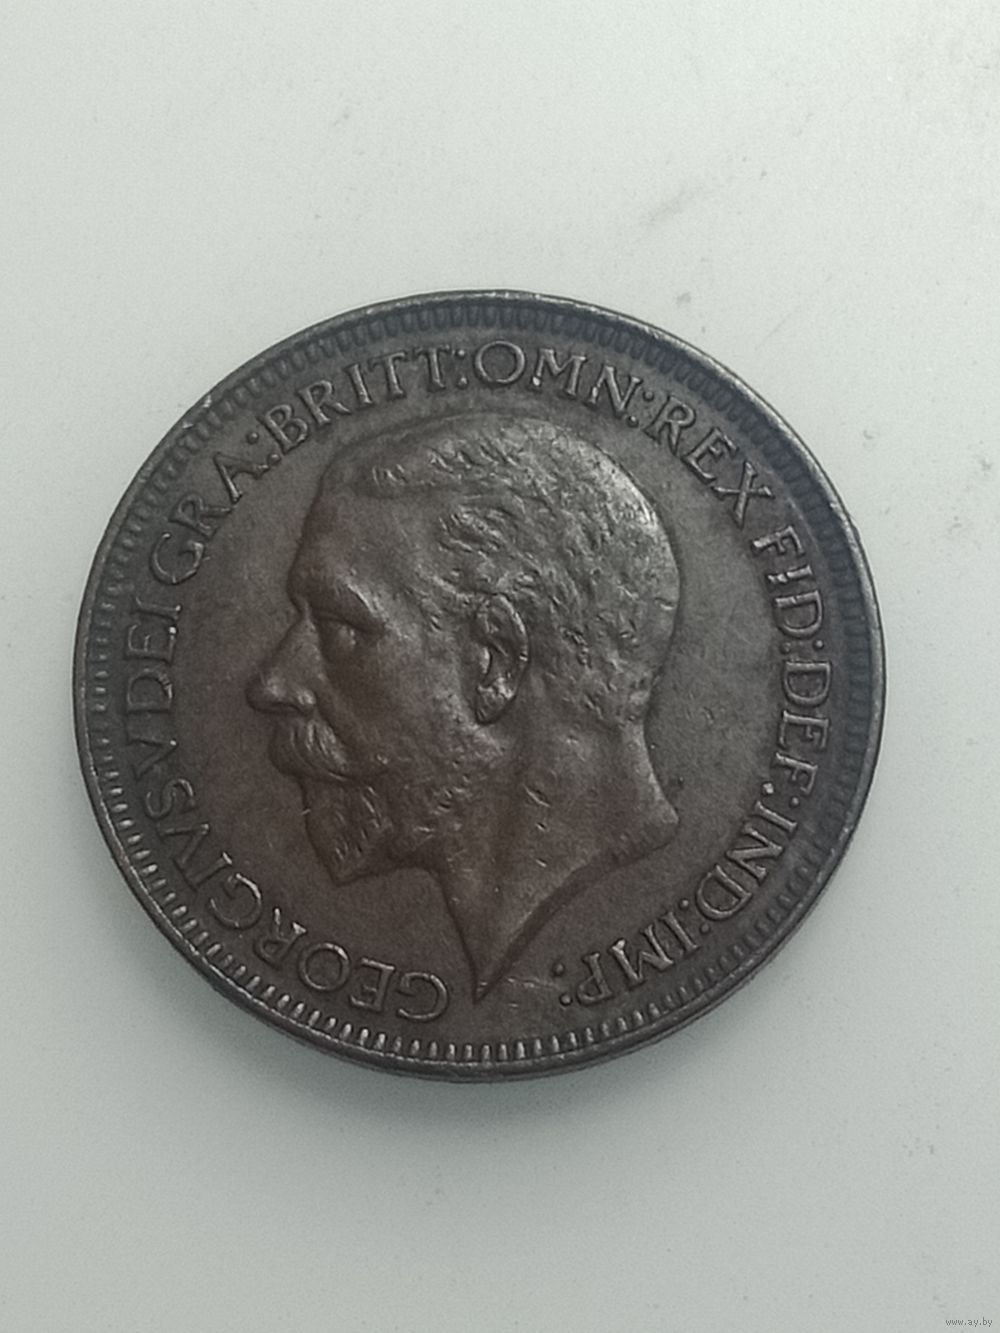 GEORGIVS V DEI GRA: BRITT: OMN: REX FID: DEF: IND: IMP:
www.ay.by